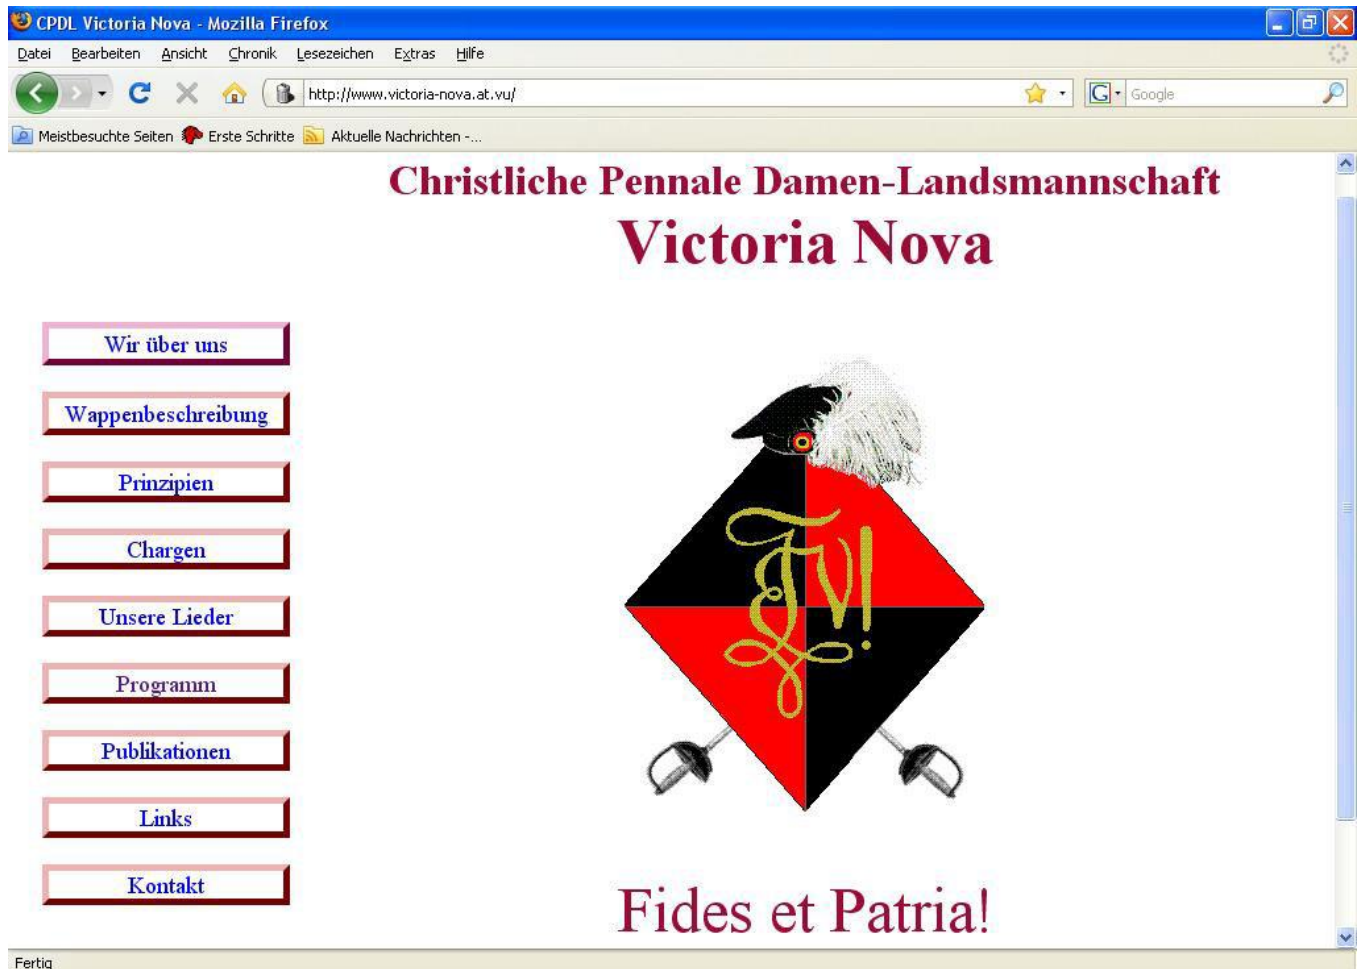 CPDL Victoria Nova - Mozilla Firefox
Datei Bearbeiten Ansicht Chronik Lesezeichen Extras Hilfe
http://www.victoria-nova.at.vu/
G Google
Meistbesuchte Seiten Erste Schritte Aktuelle Nachrichten -...
Christliche Pennale Damen-Landsmannschaft
Victoria Nova
Wir über uns
Wappenbeschreibung
Prinzipien
Chargen
Unsere Lieder
Programm
Publikationen
Links
Kontakt
Fides et Patria!
Fertig